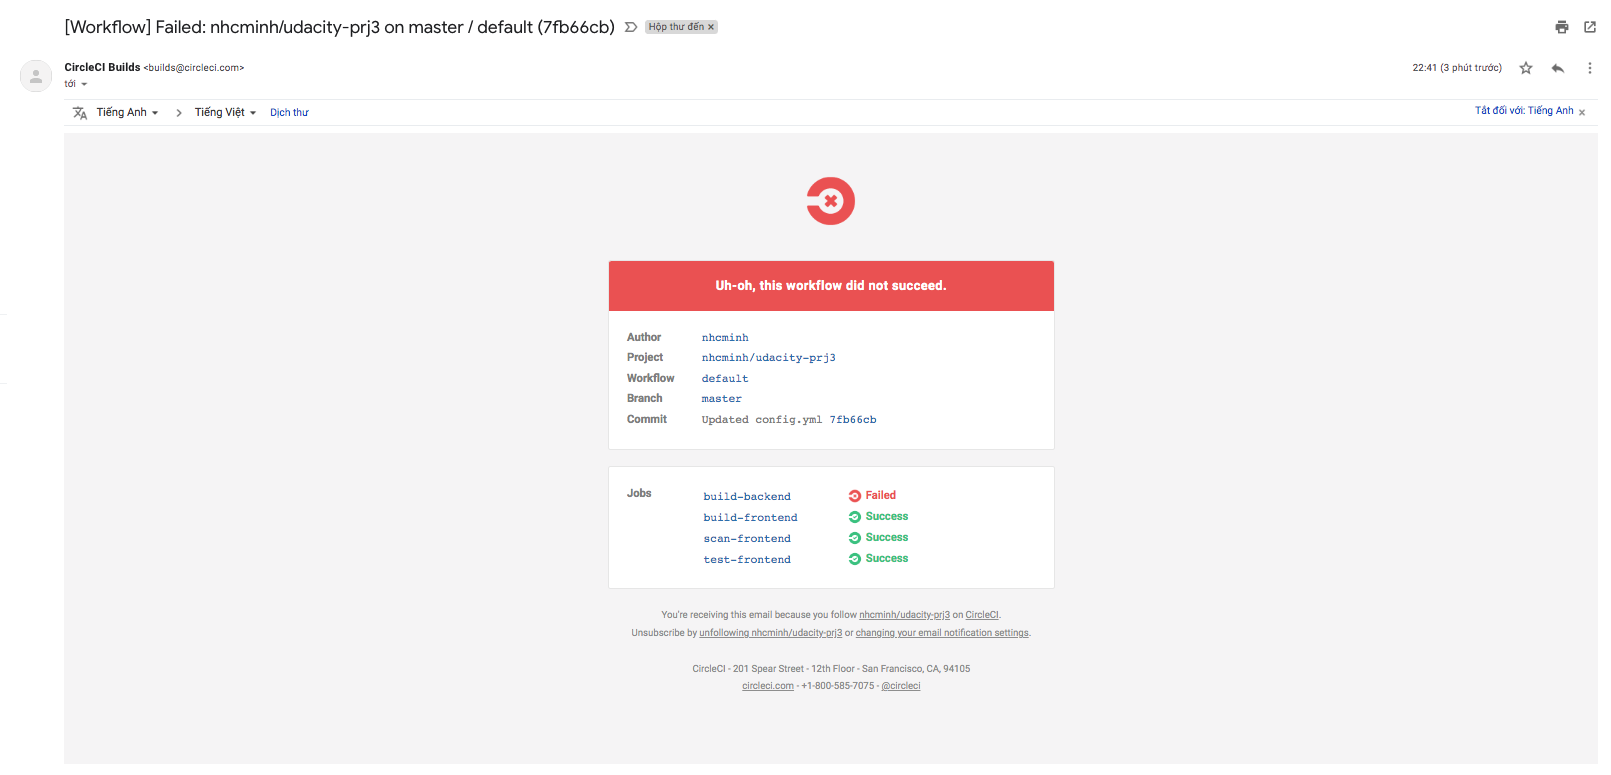 [Workflow] Failed: nhcminh/udacity-prj3 on master / default (7fb66cb) Hộp thư đến ×
CircleCI Builds <builds@circleci.com> 22:41 (3 phút trước)
tới
Tiếng Anh > Tiếng Việt Dịch thư Tắt đối với: Tiếng Anh ×
Uh-oh, this workflow did not succeed.
Author nhcminh
Project nhcminh/udacity-prj3
Workflow default
Branch master
Commit Updated config.yml 7fb66cb
Jobs build-backend Failed
build-frontend Success
scan-frontend Success
test-frontend Success
You're receiving this email because you follow nhcminh/udacity-prj3 on CircleCI.
Unsubscribe by unfollowing nhcminh/udacity-prj3 or changing your email notification settings.
CircleCI - 201 Spear Street - 12th Floor - San Francisco, CA, 94105
circleci.com - +1-800-585-7075 - @circleci